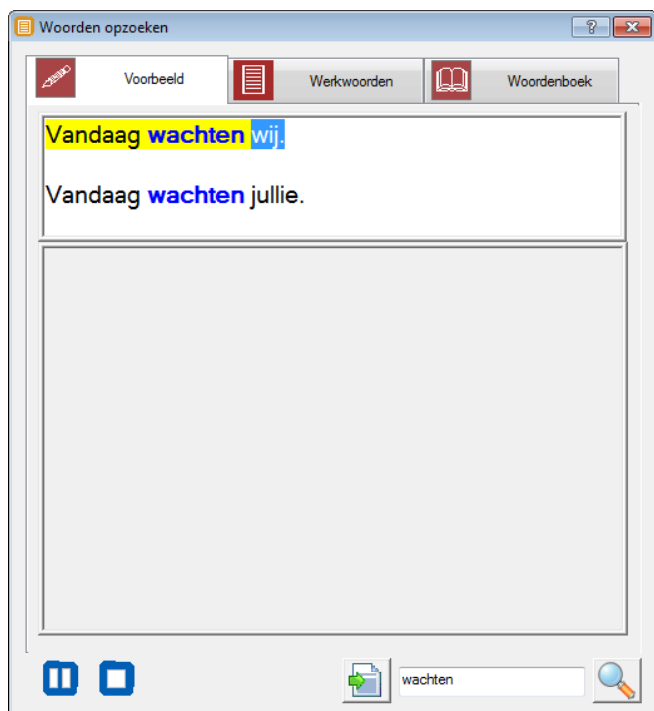 Woorden opzoeken
Voorbeeld Werkwoorden Woordenboek
Vandaag wachten wij.
Vandaag wachten jullie.
wachten